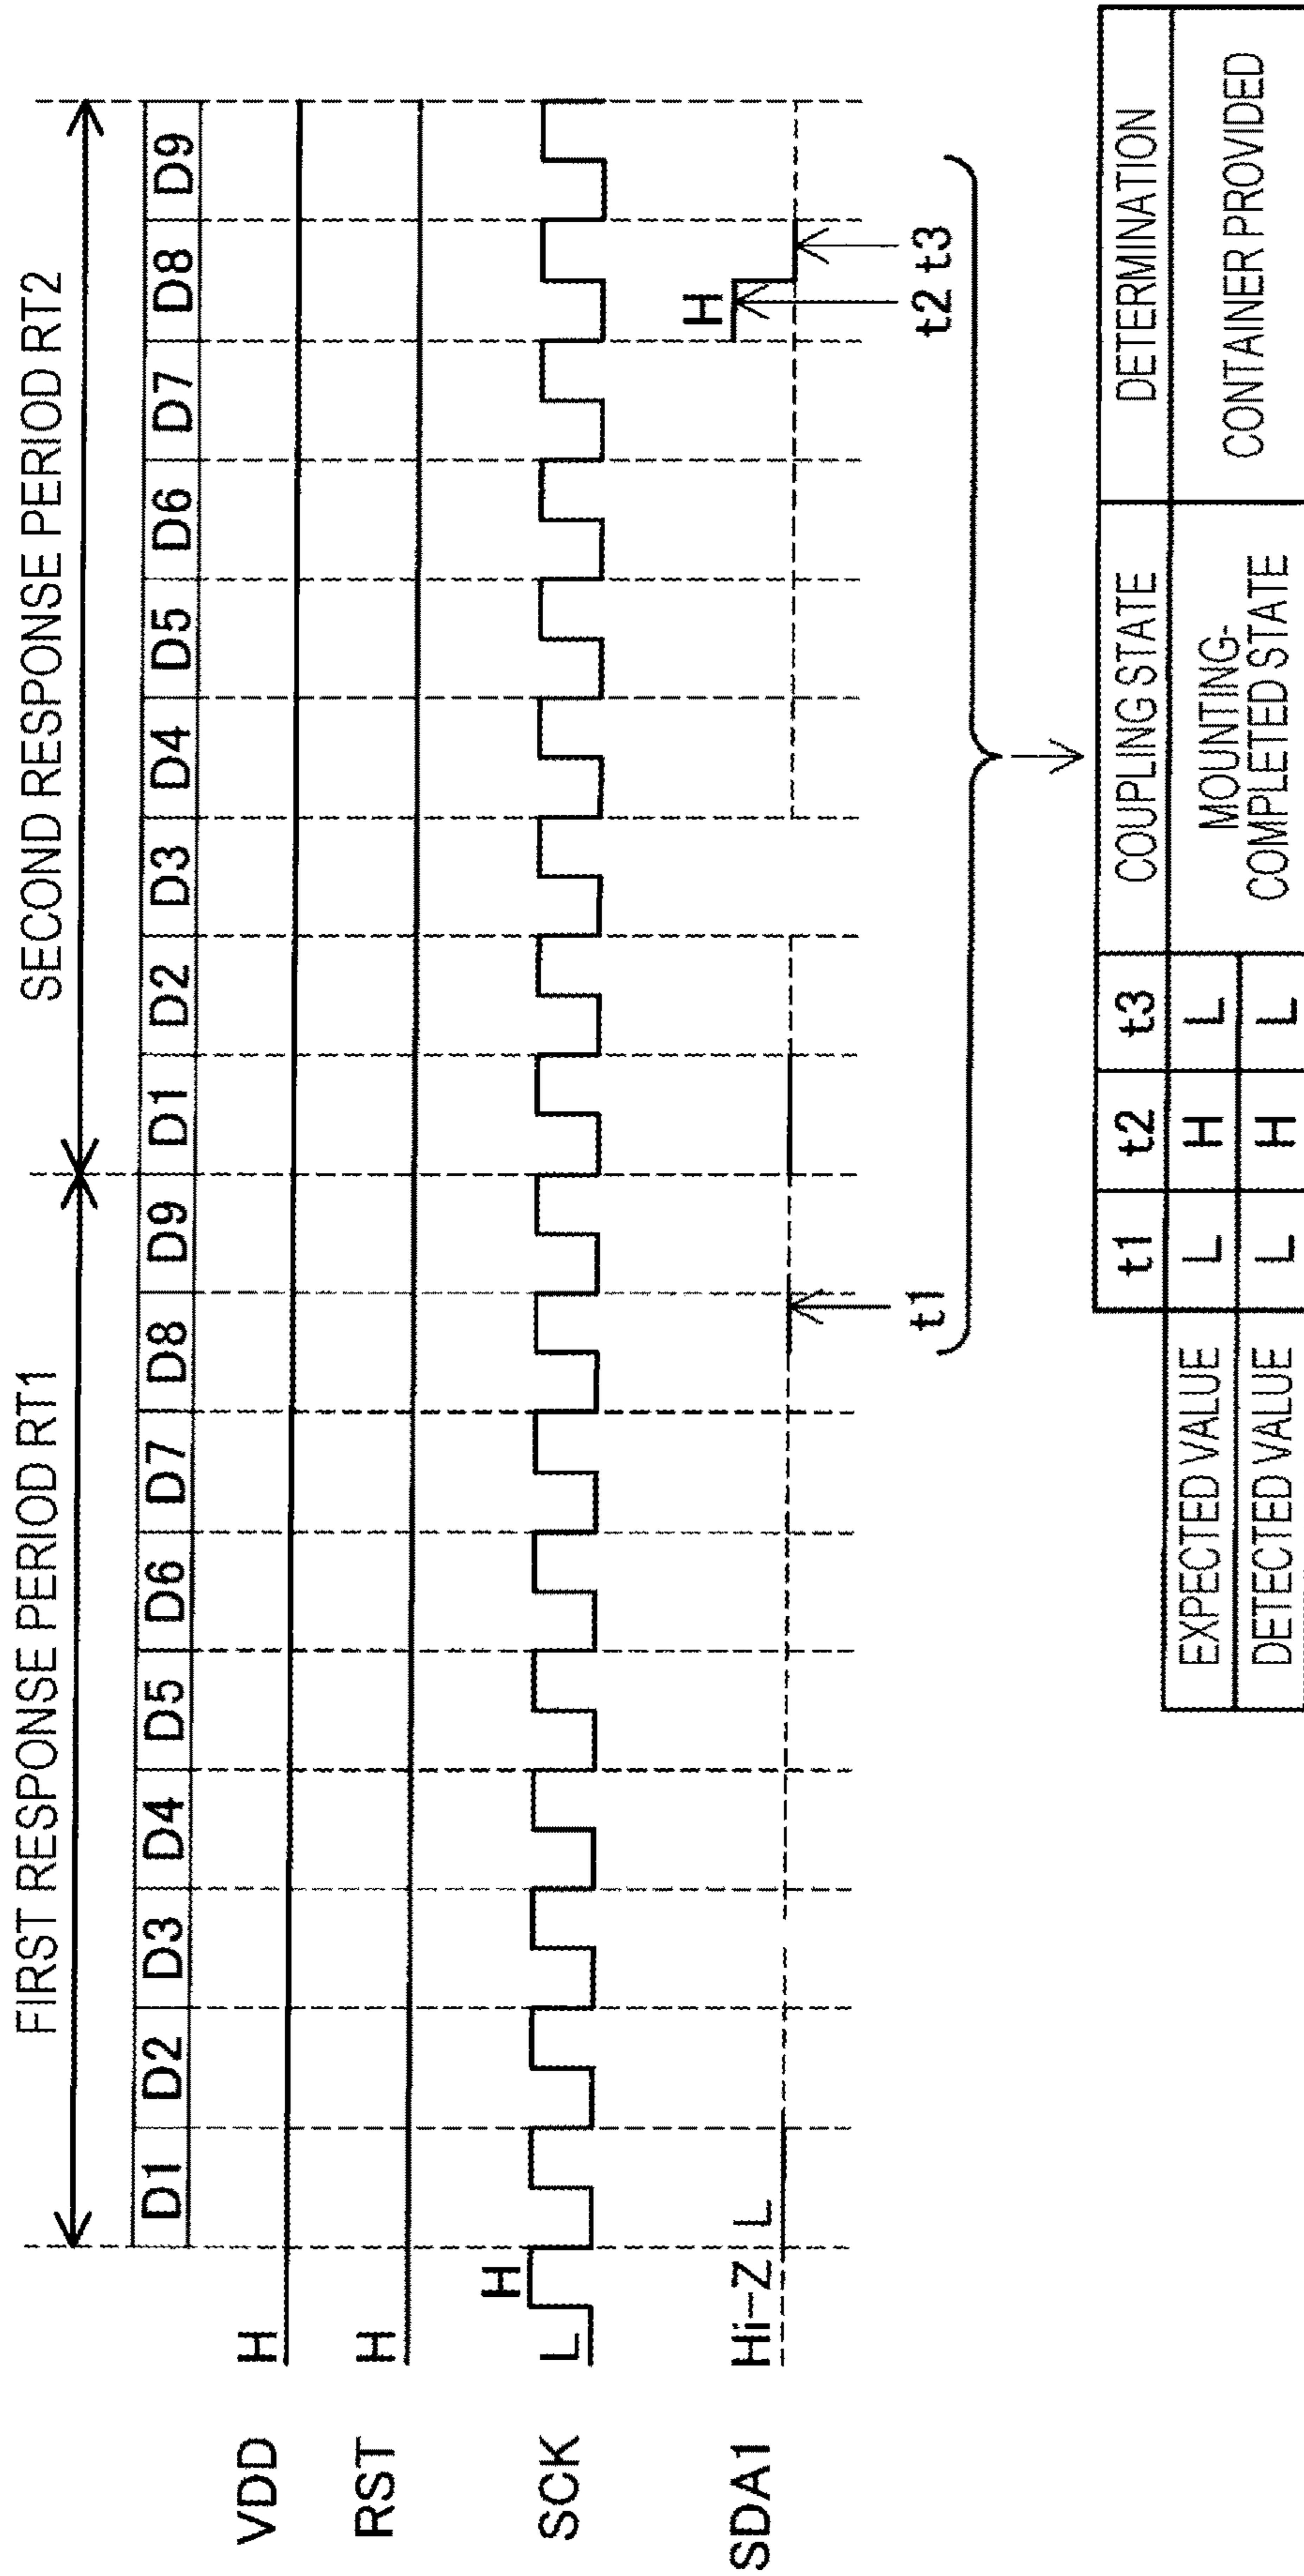 FIRST RESPONSE PERIOD RT1
SECOND RESPONSE PERIOD RT2
D1 D2 D3 D4 D5 D6 D7 D8 D9 D1 D2 D3 D4 D5 D6 D7 D8 D9
VDD H
RST H
SCK L H
SDA1 Hi-Z L H
t1 t2 t3
t1 t2 t3 COUPLING STATE DETERMINATION
EXPECTED VALUE L H L MOUNTING-COMPLETED STATE CONTAINER PROVIDED
DETECTED VALUE L H L